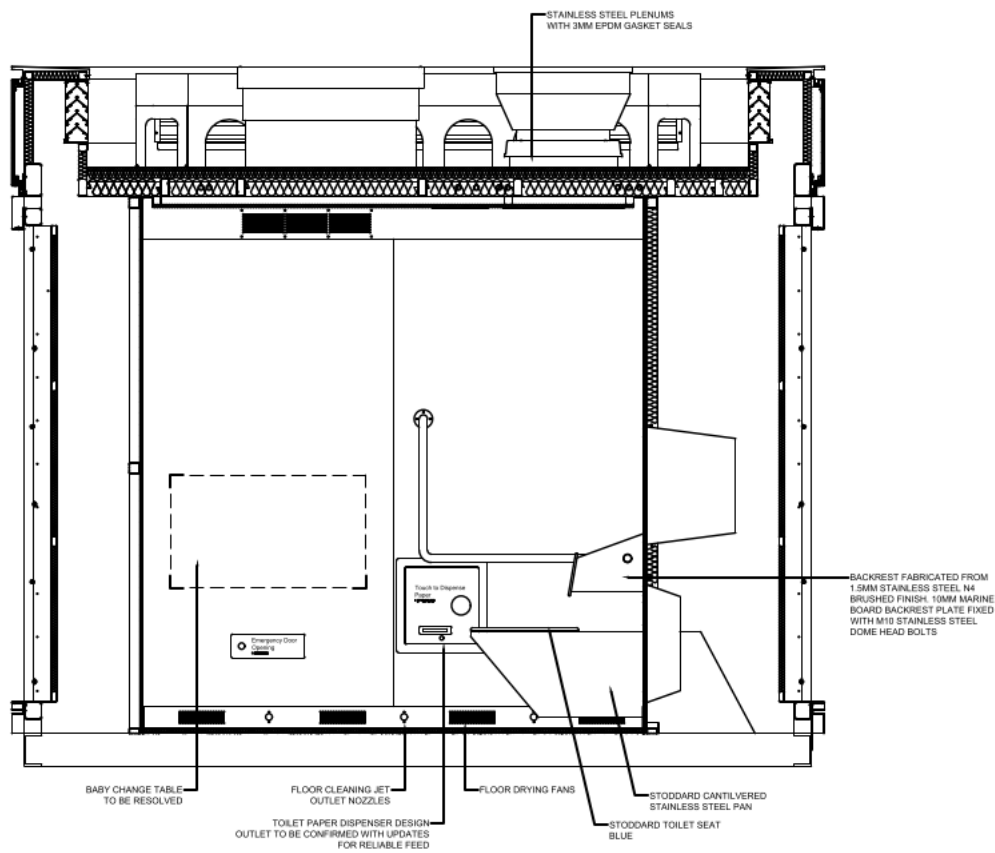 STAINLESS STEEL PLENUMS
WITH 3MM EPDM GASKET SEALS
BACKREST FABRICATED FROM
1.5MM STAINLESS STEEL N4
BRUSHED FINISH. 10MM MARINE
BOARD BACKREST PLATE FIXED
WITH M10 STAINLESS STEEL
DOME HEAD BOLTS
Touch to Dispense
Paper
Emergency Door
Opening
BABY CHANGE TABLE
TO BE RESOLVED
FLOOR CLEANING JET
OUTLET NOZZLES
FLOOR DRYING FANS
STODDARD CANTILVERED
STAINLESS STEEL PAN
TOILET PAPER DISPENSER DESIGN
OUTLET TO BE CONFIRMED WITH UPDATES
FOR RELIABLE FEED
STODDARD TOILET SEAT
BLUE